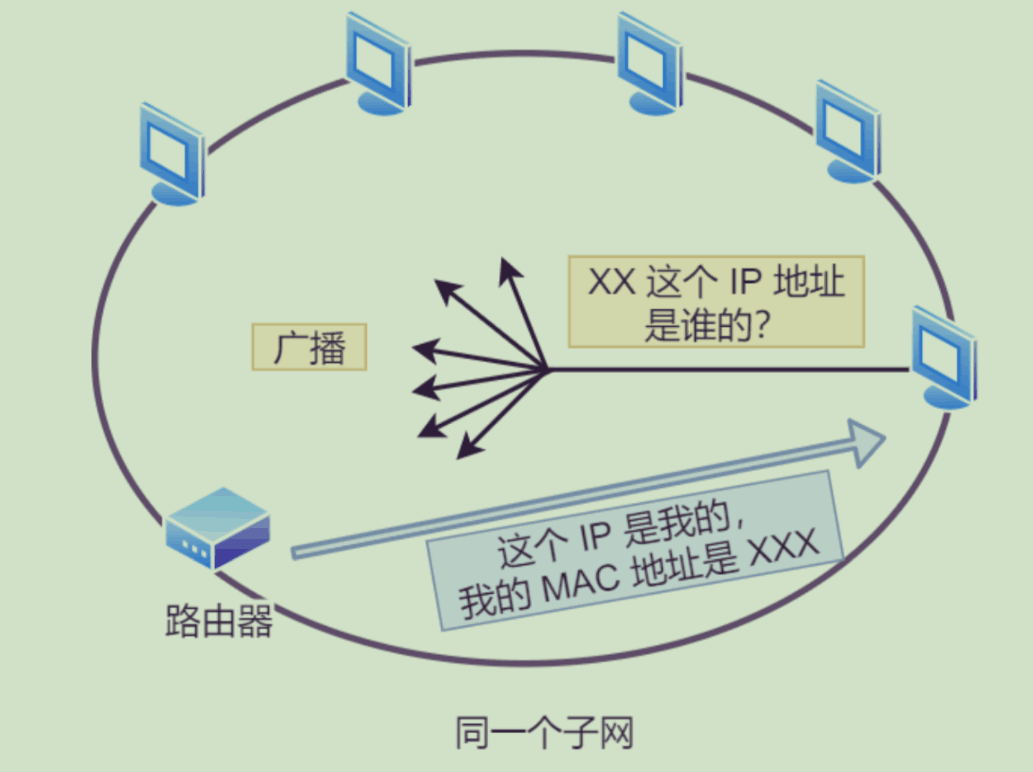 XX 这个 IP 地址
是谁的？
广播
这个 IP 是我的，
我的 MAC 地址是 XXX
路由器
同一个子网